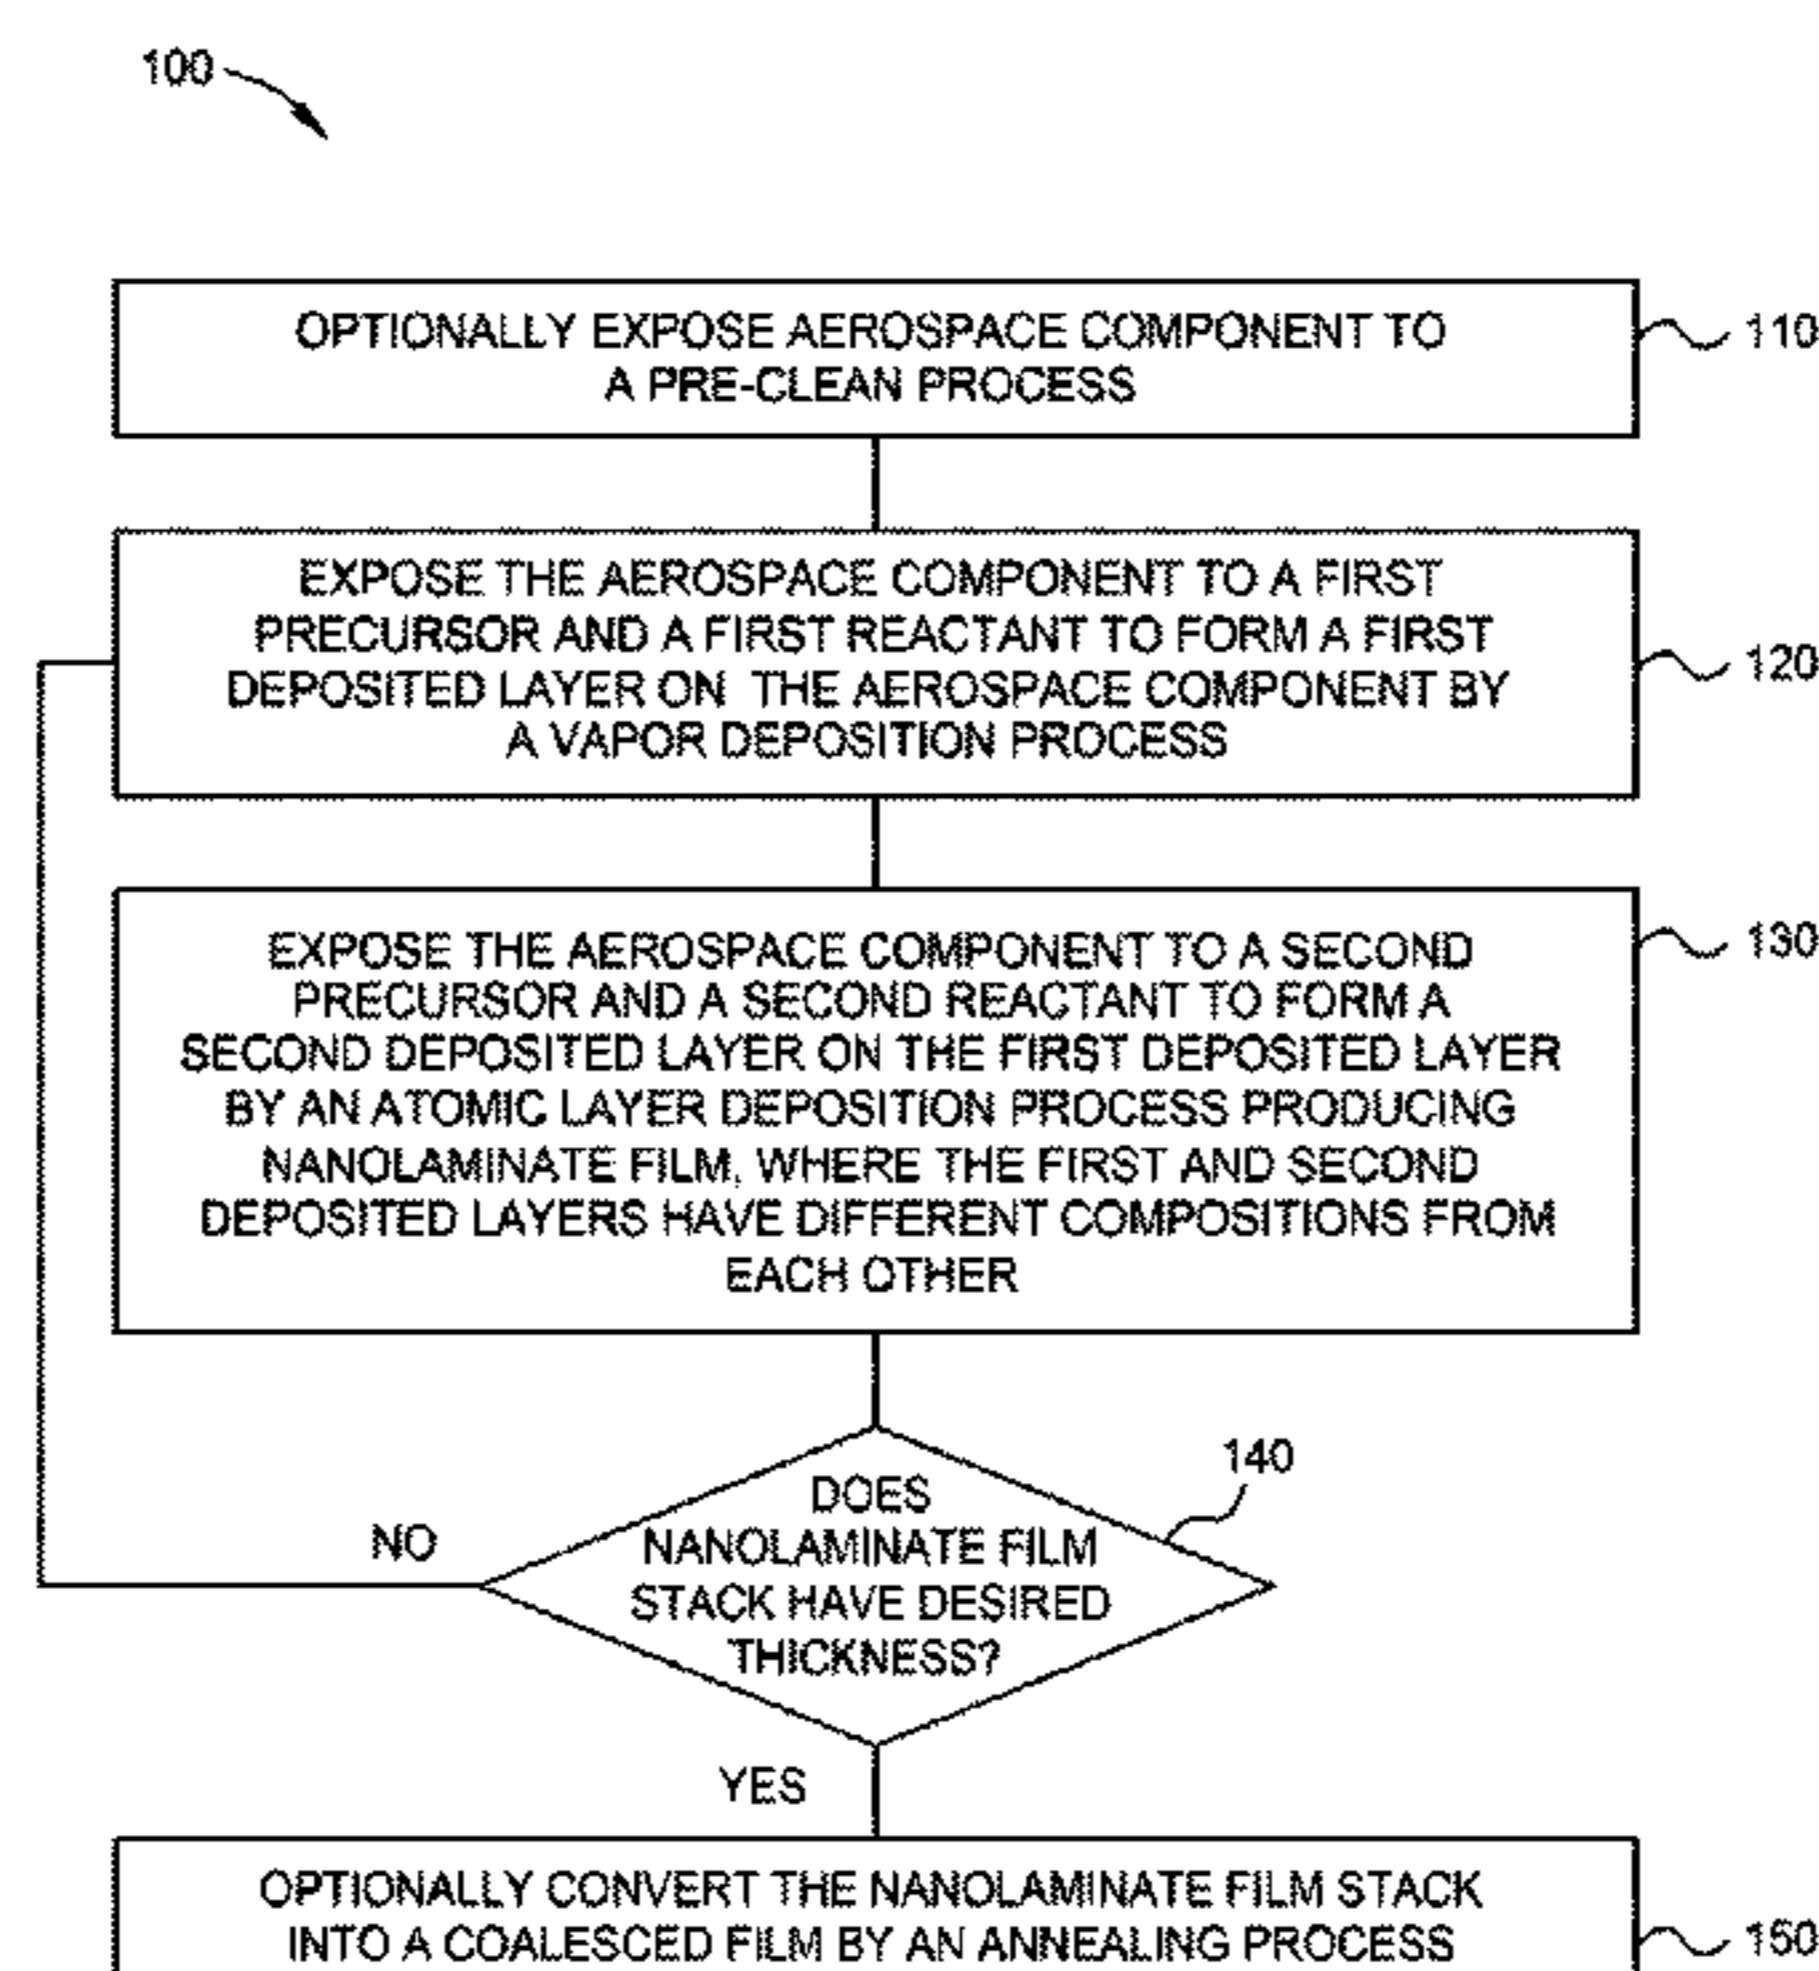 100
OPTIONALLY EXPOSE AEROSPACE COMPONENT TO
A PRE-CLEAN PROCESS
110
EXPOSE THE AEROSPACE COMPONENT TO A FIRST
PRECURSOR AND A FIRST REACTANT TO FORM A FIRST
DEPOSITED LAYER ON THE AEROSPACE COMPONENT BY
A VAPOR DEPOSITION PROCESS
120
EXPOSE THE AEROSPACE COMPONENT TO A SECOND
PRECURSOR AND A SECOND REACTANT TO FORM A
SECOND DEPOSITED LAYER ON THE FIRST DEPOSITED LAYER
BY AN ATOMIC LAYER DEPOSITION PROCESS PRODUCING
NANOLAMINATE FILM, WHERE THE FIRST AND SECOND
DEPOSITED LAYERS HAVE DIFFERENT COMPOSITIONS FROM
EACH OTHER
130
DOES
NANOLAMINATE FILM
STACK HAVE DESIRED
THICKNESS?
140
NO
YES
OPTIONALLY CONVERT THE NANOLAMINATE FILM STACK
INTO A COALESCED FILM BY AN ANNEALING PROCESS
150